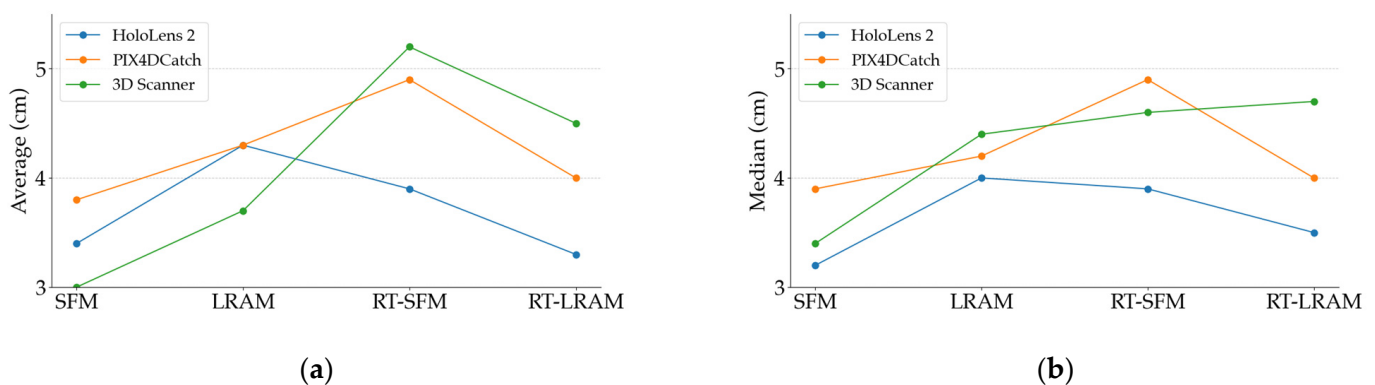 HoloLens 2
PIX4DCatch
3D Scanner
Average (cm)
5
4
3
SFM LRAM RT-SFM RT-LRAM
(a)
HoloLens 2
PIX4DCatch
3D Scanner
Median (cm)
5
4
3
SFM LRAM RT-SFM RT-LRAM
(b)